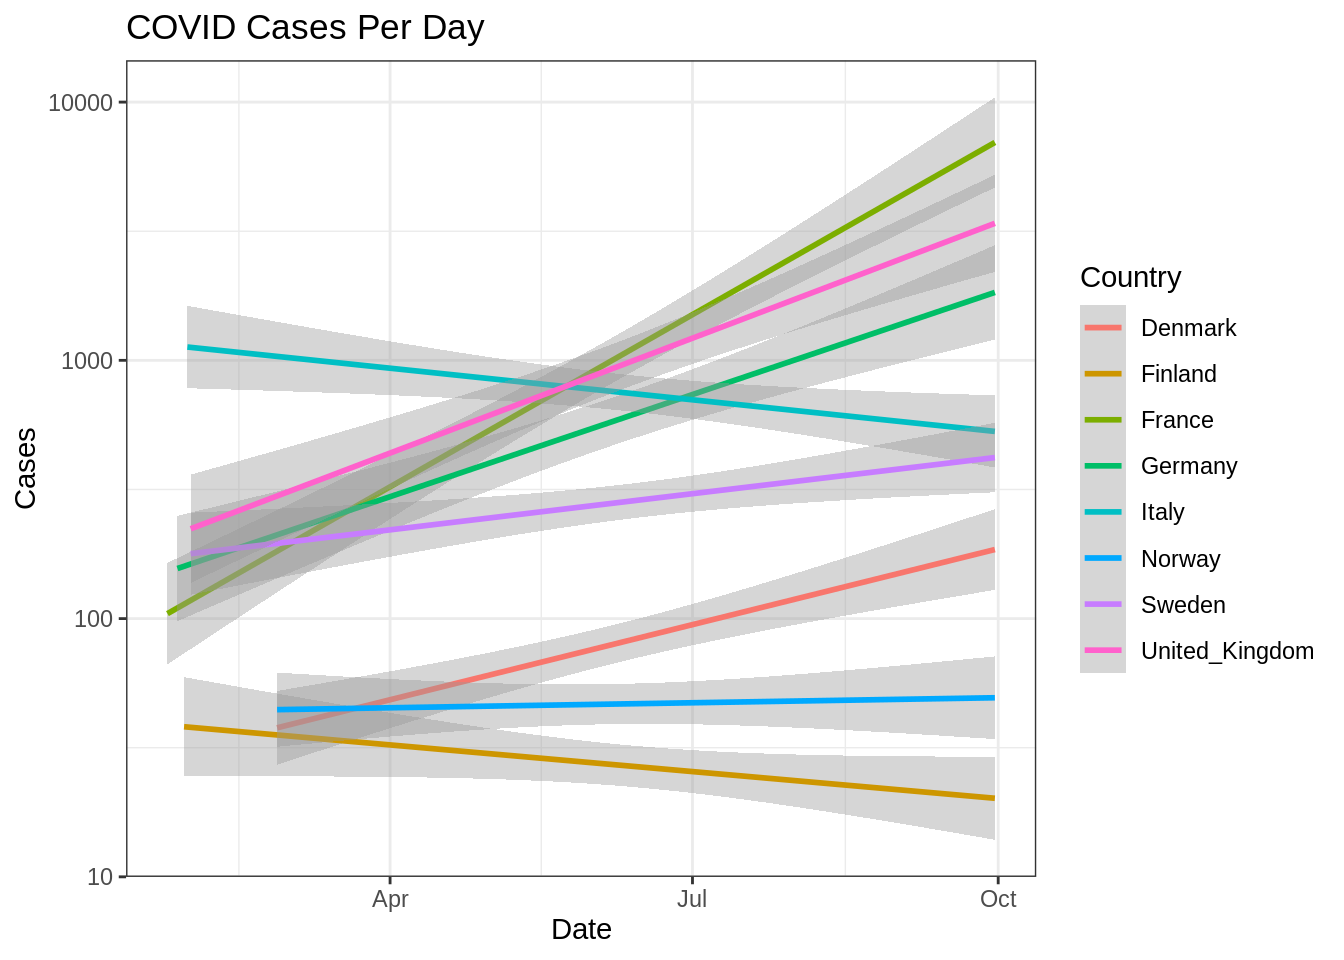 COVID Cases Per Day
10000
1000
100
10
Cases
Apr Jul Oct
Date
Country
Denmark
Finland
France
Germany
Italy
Norway
Sweden
United_Kingdom